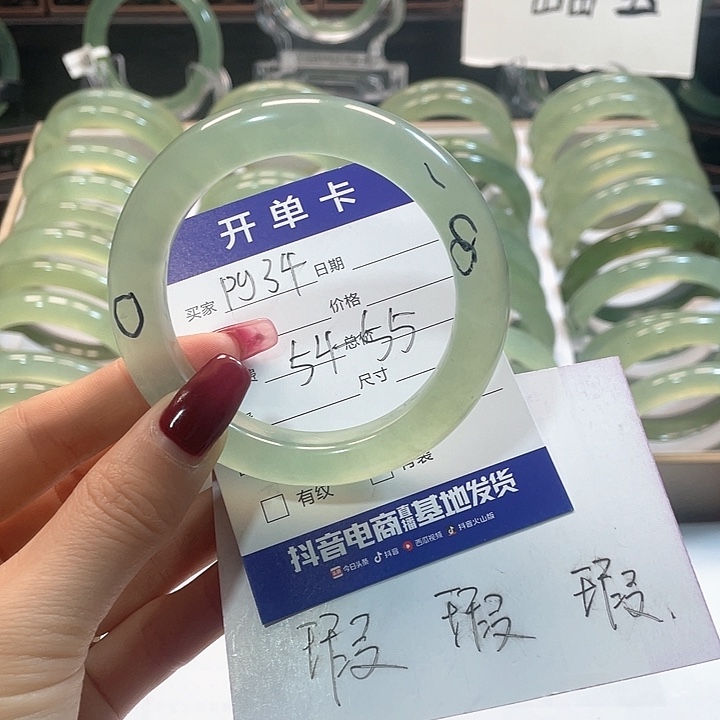 开单卡
买家 py34 日期
价格
54-55
总价
尺寸
有纹
抖音电商直播基地发货
今日头条 抖音 西瓜视频 抖音火山版
瑕 瑕 瑕.
0
8